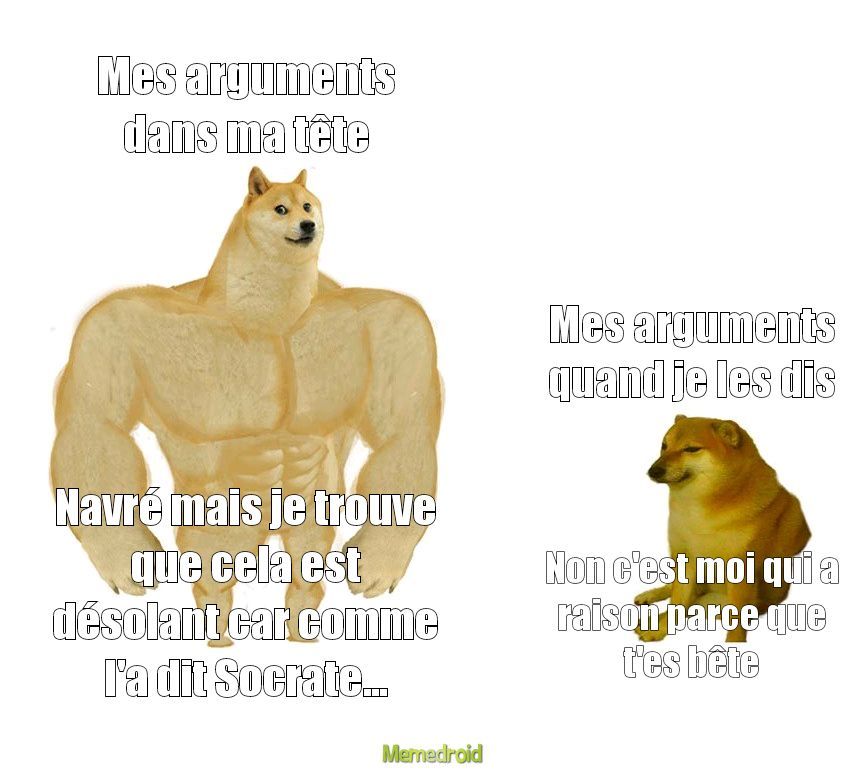 Mes arguments
dans ma tête
Navré mais je trouve
que cela est
désolant car comme
l'a dit Socrate...
Mes arguments
quand je les dis
Non c'est moi qui a
raison parce que
t'es bête
Memedroid